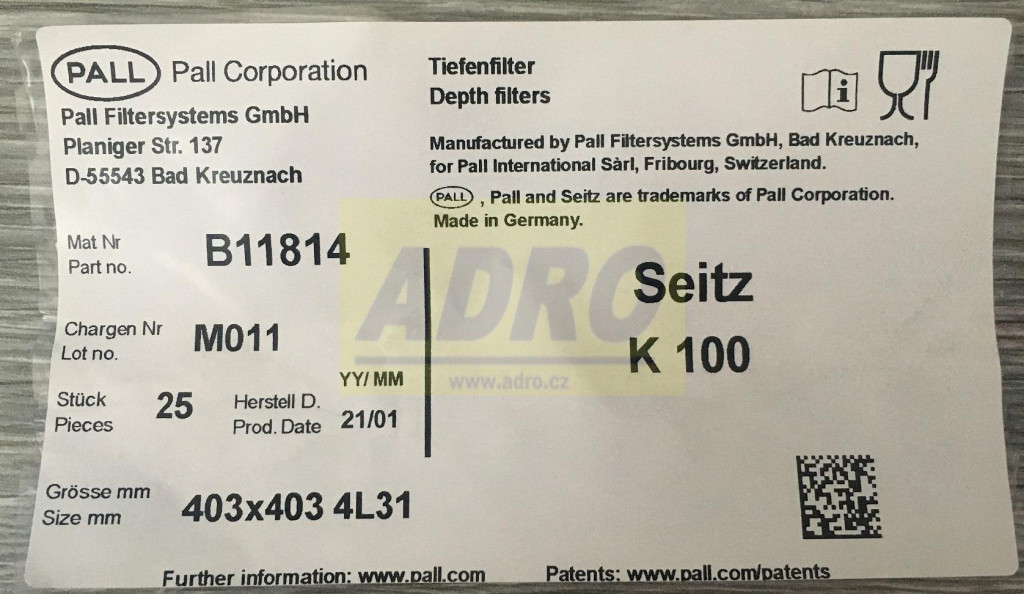 PALL Pall Corporation
Pall Filtersystems GmbH
Planiger Str. 137
D-55543 Bad Kreuznach
Tiefenfilter
Depth filters
Manufactured by Pall Filtersystems GmbH, Bad Kreuznach,
for Pall International Sàrl, Fribourg, Switzerland.
PALL , Pall and Seitz are trademarks of Pall Corporation.
Made in Germany.
Mat Nr
Part no.
B11814
Chargen Nr
Lot no.
M011
Stück
Pieces
25
Herstell D.
Prod. Date
YY/ MM
21/01
Grösse mm
Size mm
403x403 4L31
Seitz
K 100
ADRO
www.adro.cz
Further information: www.pall.com
Patents: www.pall.com/patents